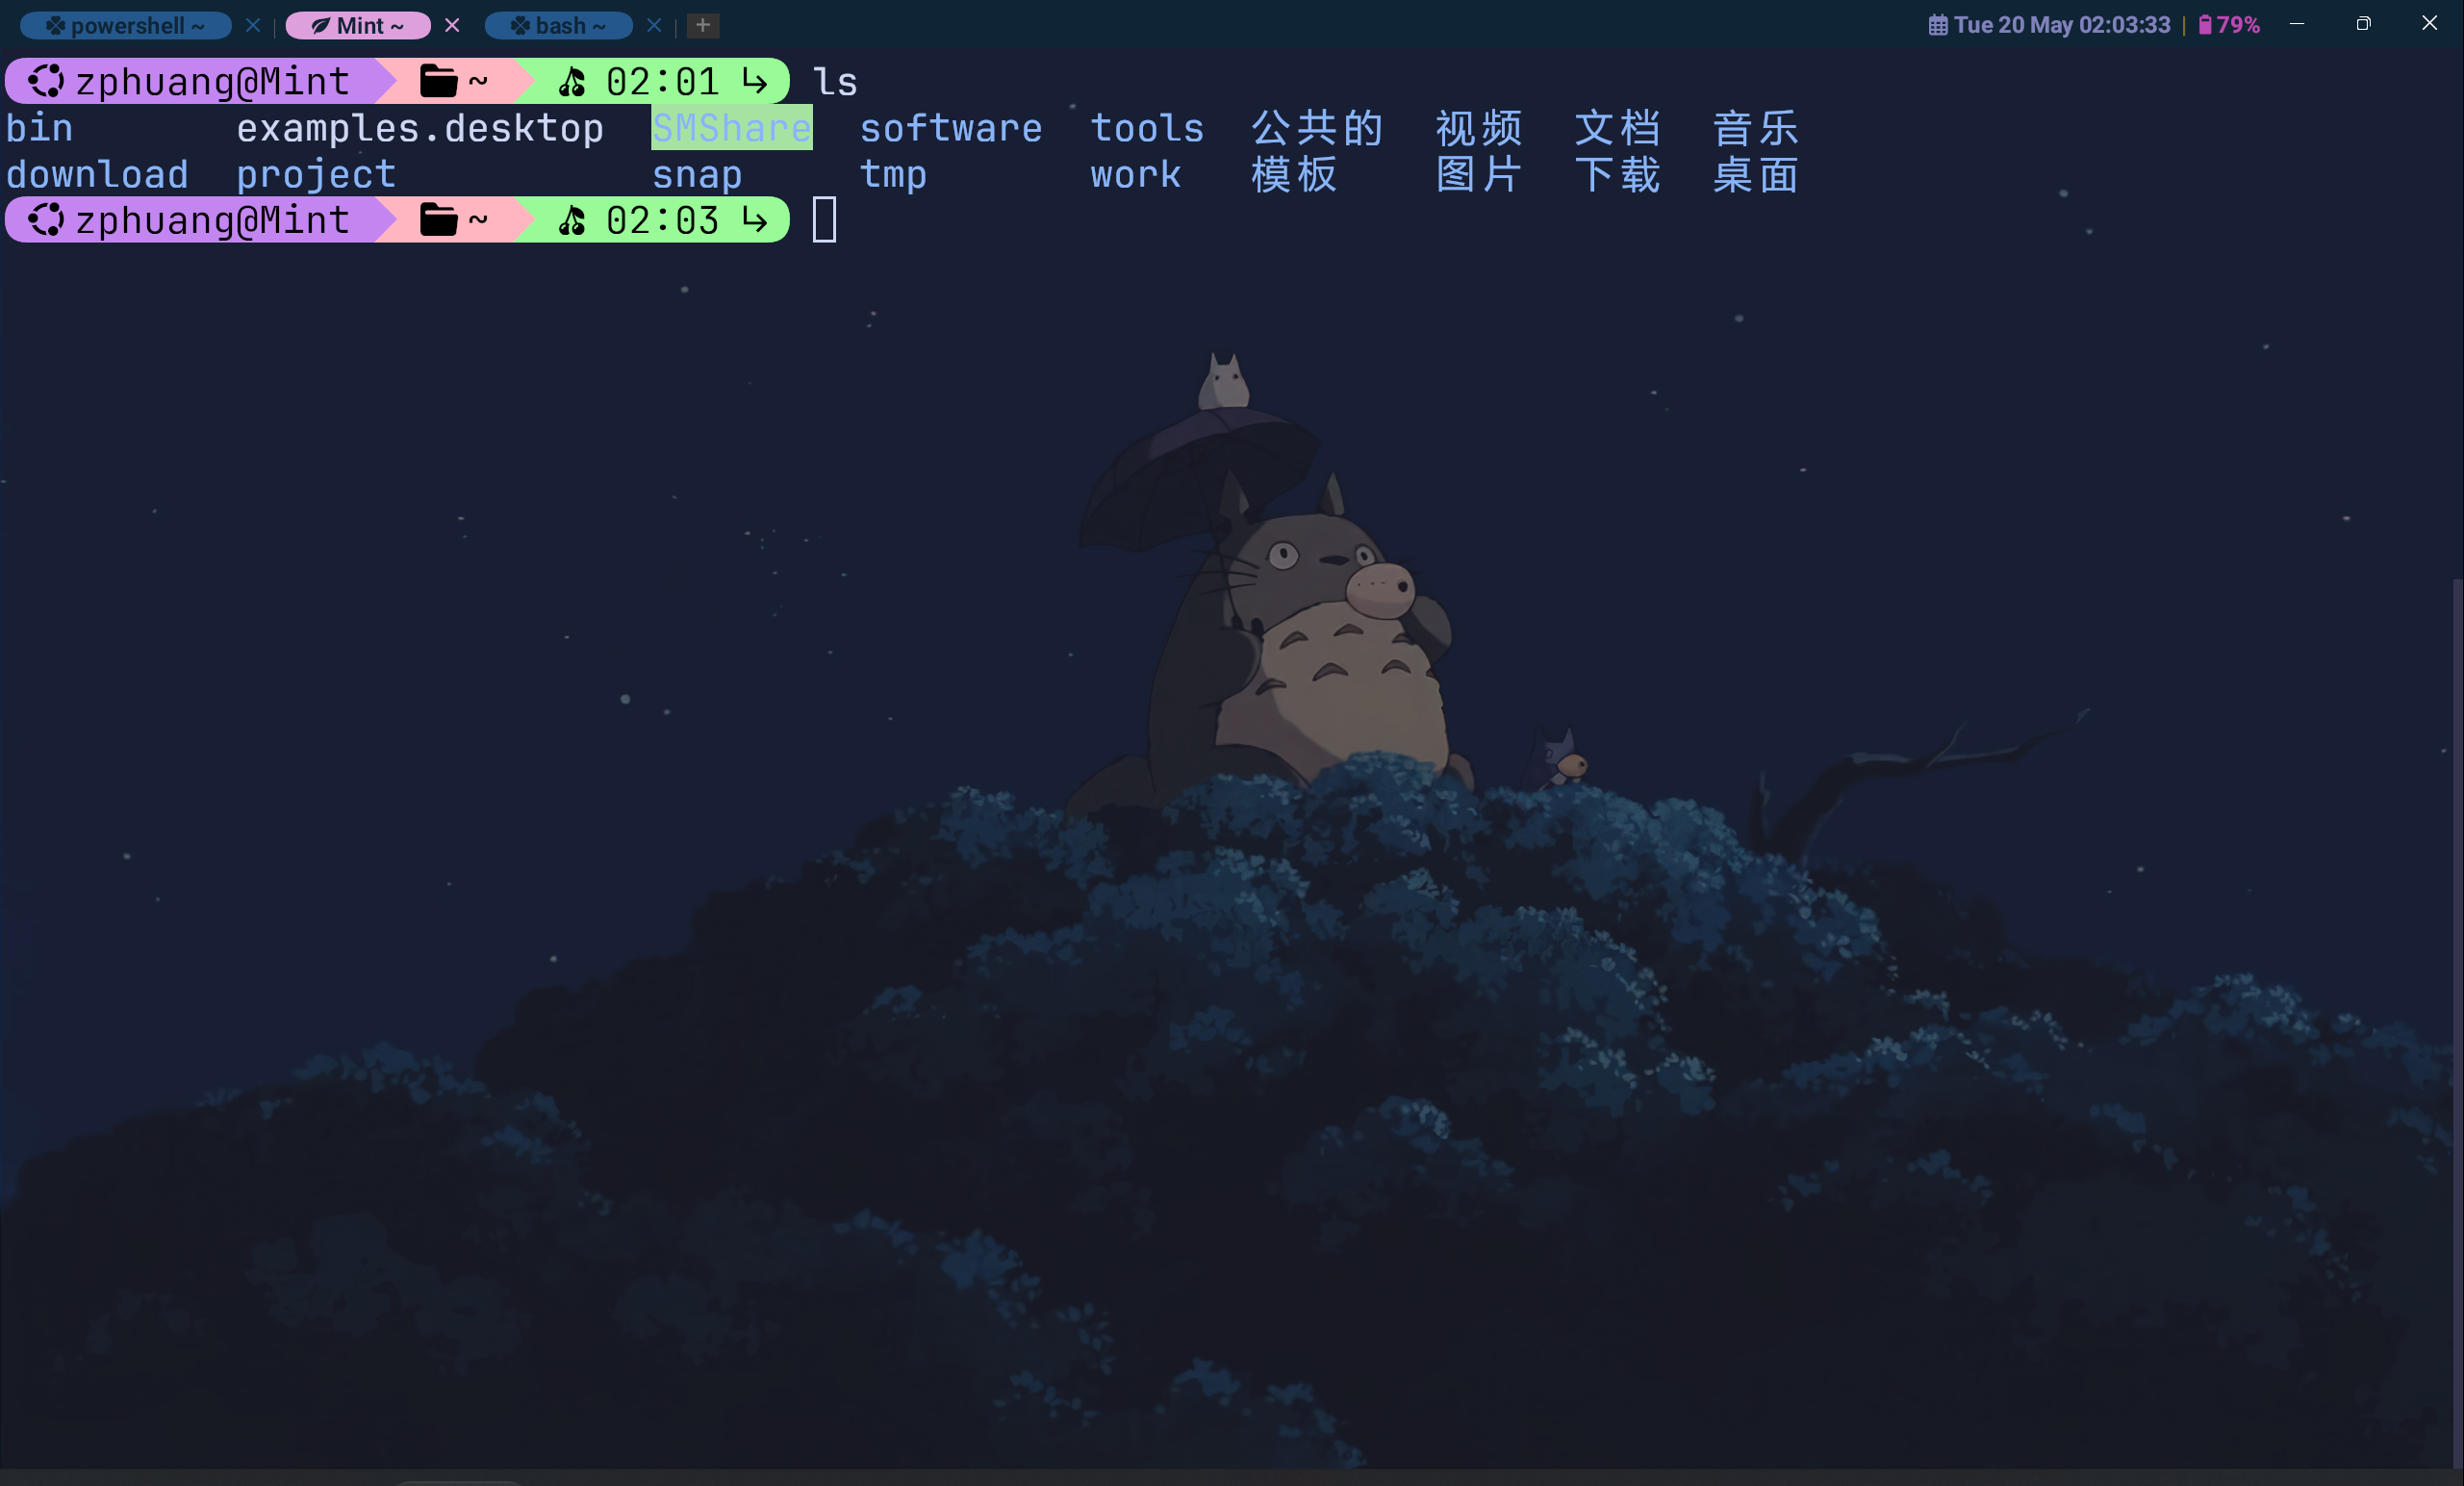 powershell ~ Mint ~ bash ~ + Tue 20 May 02:03:33 | 79%
zphuang@Mint ~ 02:01 ↳ ls
bin examples.desktop SMShare software tools 公共的 视频 文档 音乐
download project snap tmp work 模板 图片 下载 桌面
zphuang@Mint ~ 02:03 ↳